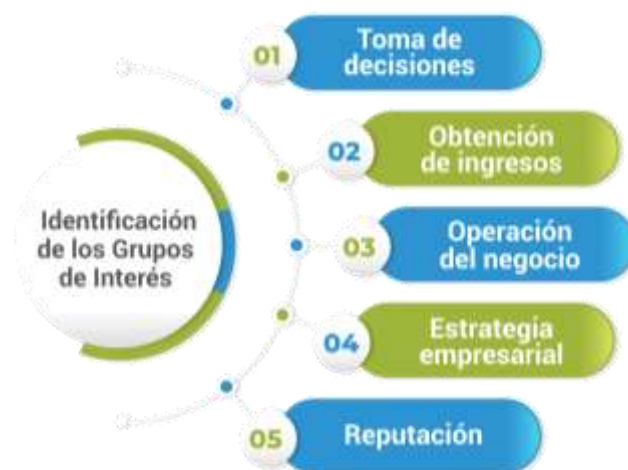 Identificación
de los Grupos
de Interés
01
Toma de
decisiones
02
Obtención
de ingresos
03
Operación
del negocio
04
Estrategia
empresarial
05
Reputación